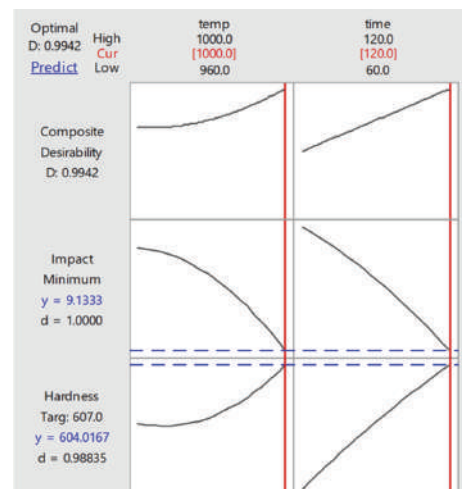 Optimal
D: 0.9942
Predict
High
Cur
Low
temp
1000.0
[1000.0]
960.0
time
120.0
[120.0]
60.0
Composite
Desirability
D: 0.9942
Impact
Minimum
y = 9.1333
d = 1.0000
Hardness
Targ: 607.0
y = 604.0167
d = 0.98835